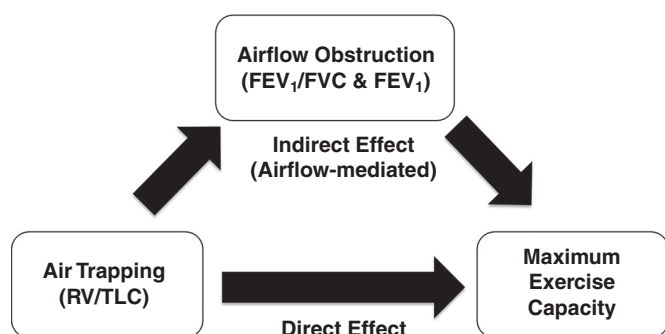 Airflow Obstruction
(FEV₁/FVC & FEV₁)
Indirect Effect
(Airflow-mediated)
Air Trapping
(RV/TLC)
Maximum
Exercise
Capacity
Direct Effect